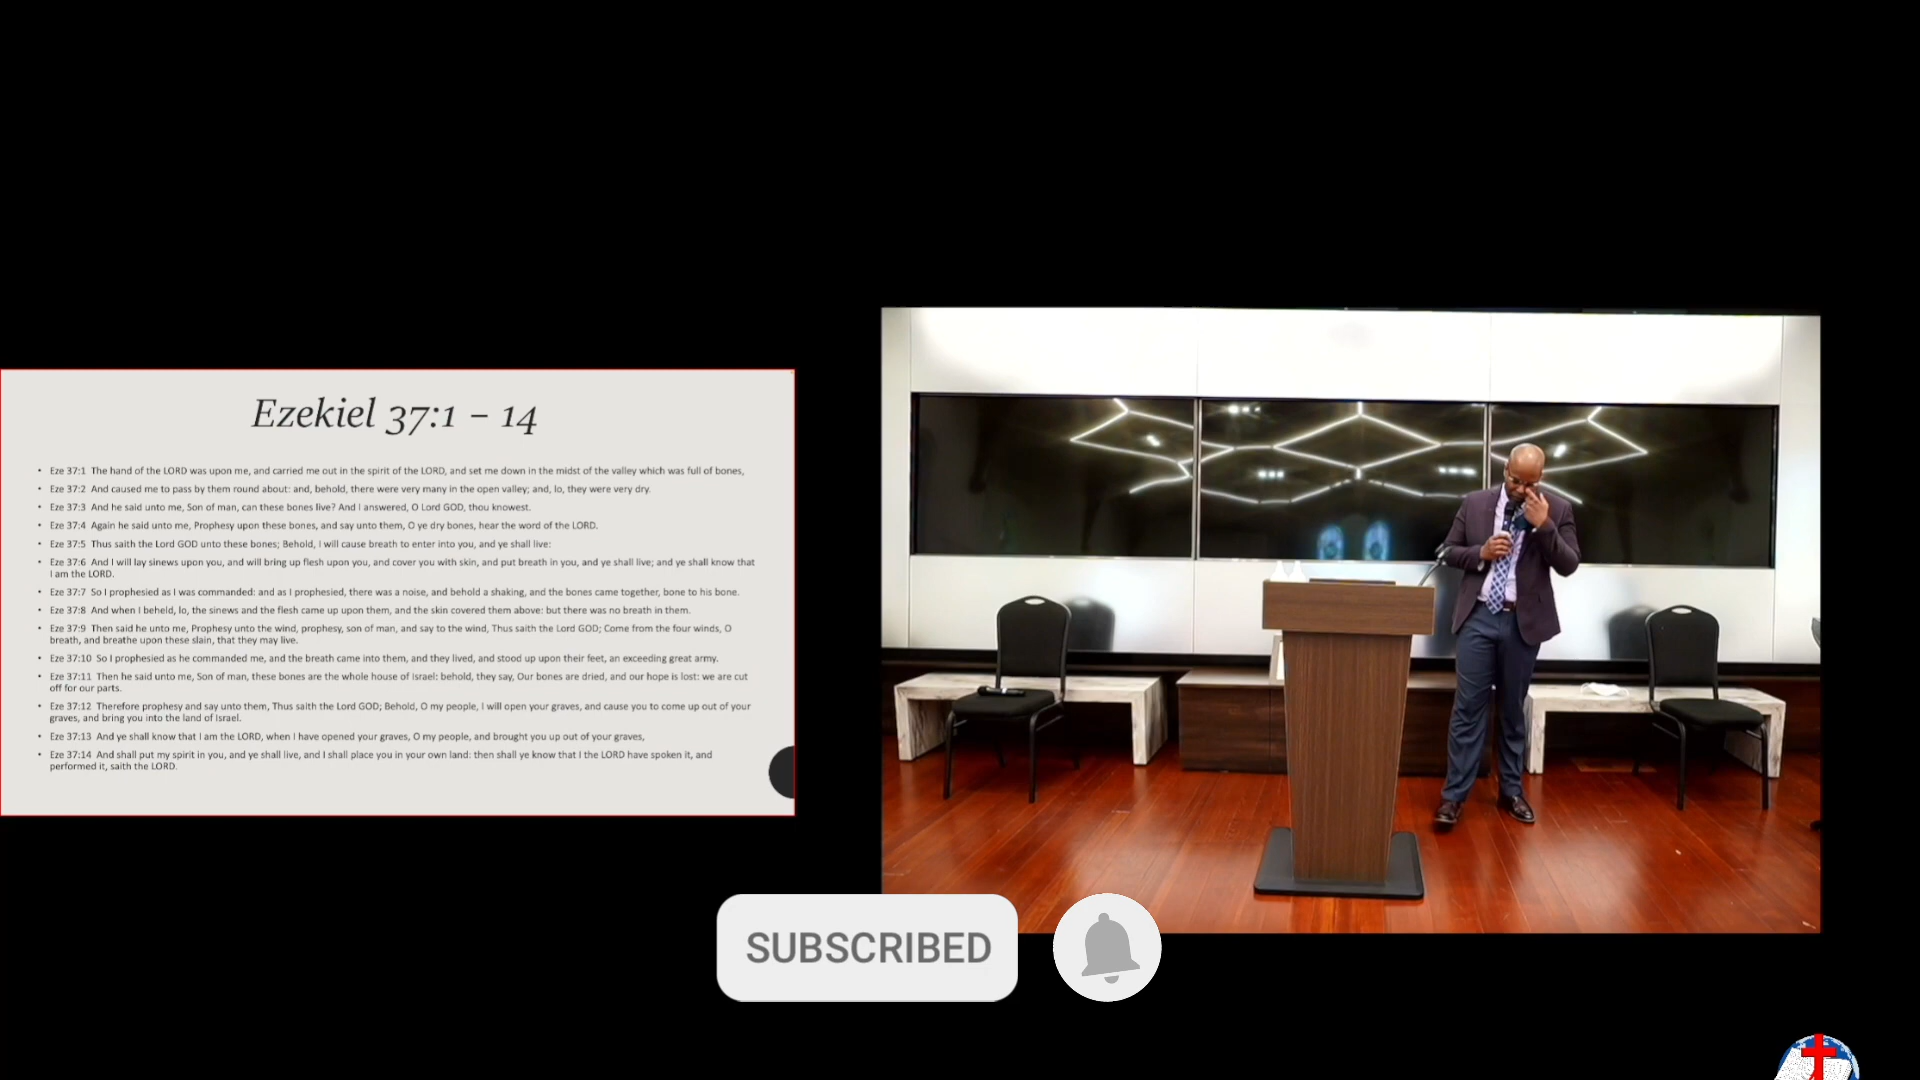 Ezekiel 37:1 – 14
• Eze 37:1 The hand of the LORD was upon me, and carried me out in the spirit of the LORD, and set me down in the midst of the valley which was full of bones,
• Eze 37:2 And caused me to pass by them round about: and, behold, there were very many in the open valley; and, lo, they were very dry.
• Eze 37:3 And he said unto me, Son of man, can these bones live? And I answered, O Lord GOD, thou knowest.
• Eze 37:4 Again he said unto me, Prophesy upon these bones, and say unto them, O ye dry bones, hear the word of the LORD.
• Eze 37:5 Thus saith the Lord GOD unto these bones; Behold, I will cause breath to enter into you, and ye shall live:
• Eze 37:6 And I will lay sinews upon you, and will bring up flesh upon you, and cover you with skin, and put breath in you, and ye shall live; and ye shall know that
I am the LORD.
• Eze 37:7 So I prophesied as I was commanded: and as I prophesied, there was a noise, and behold a shaking, and the bones came together, bone to his bone.
• Eze 37:8 And when I beheld, lo, the sinews and the flesh came up upon them, and the skin covered them above: but there was no breath in them.
• Eze 37:9 Then said he unto me, Prophesy unto the wind, prophesy, son of man, and say to the wind, Thus saith the Lord GOD; Come from the four winds, O
breath, and breathe upon these slain, that they may live.
• Eze 37:10 So I prophesied as he commanded me, and the breath came into them, and they lived, and stood up upon their feet, an exceeding great army.
• Eze 37:11 Then he said unto me, Son of man, these bones are the whole house of Israel: behold, they say, Our bones are dried, and our hope is lost: we are cut
off for our parts.
• Eze 37:12 Therefore prophesy and say unto them, Thus saith the Lord GOD; Behold, O my people, I will open your graves, and cause you to come up out of your
graves, and bring you into the land of Israel.
• Eze 37:13 And ye shall know that I am the LORD, when I have opened your graves, O my people, and brought you up out of your graves,
• Eze 37:14 And shall put my spirit in you, and ye shall live, and I shall place you in your own land: then shall ye know that I the LORD have spoken it, and
performed it, saith the LORD.
SUBSCRIBED